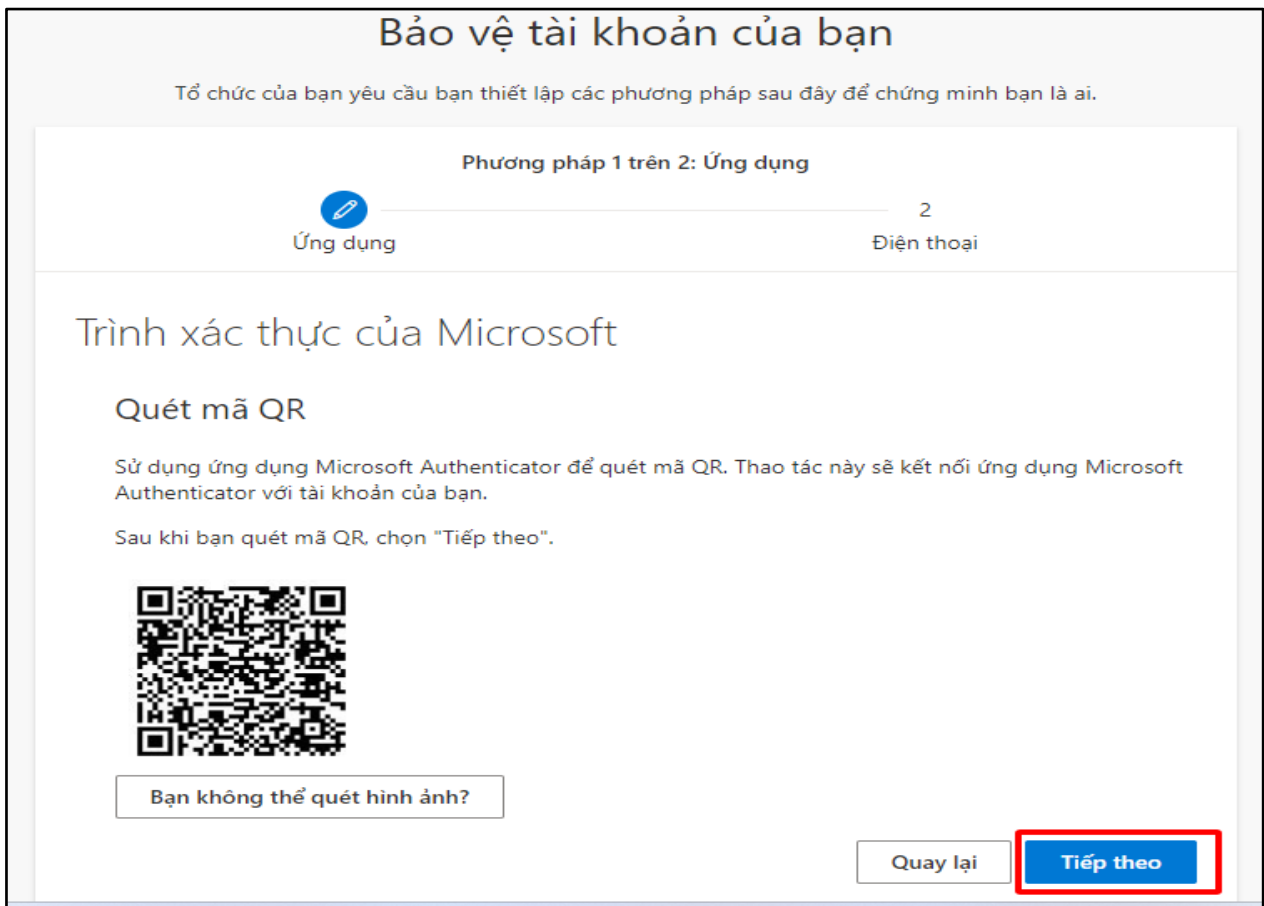 Bảo vệ tài khoản của bạn
Tổ chức của bạn yêu cầu bạn thiết lập các phương pháp sau đây để chứng minh bạn là ai.
Phương pháp 1 trên 2: Ứng dụng
2
Ứng dụng
Điện thoại
Trình xác thực của Microsoft
Quét mã QR
Sử dụng ứng dụng Microsoft Authenticator để quét mã QR. Thao tác này sẽ kết nối ứng dụng Microsoft
Authenticator với tài khoản của bạn.
Sau khi bạn quét mã QR, chọn "Tiếp theo".
Bạn không thể quét hình ảnh?
Quay lại
Tiếp theo